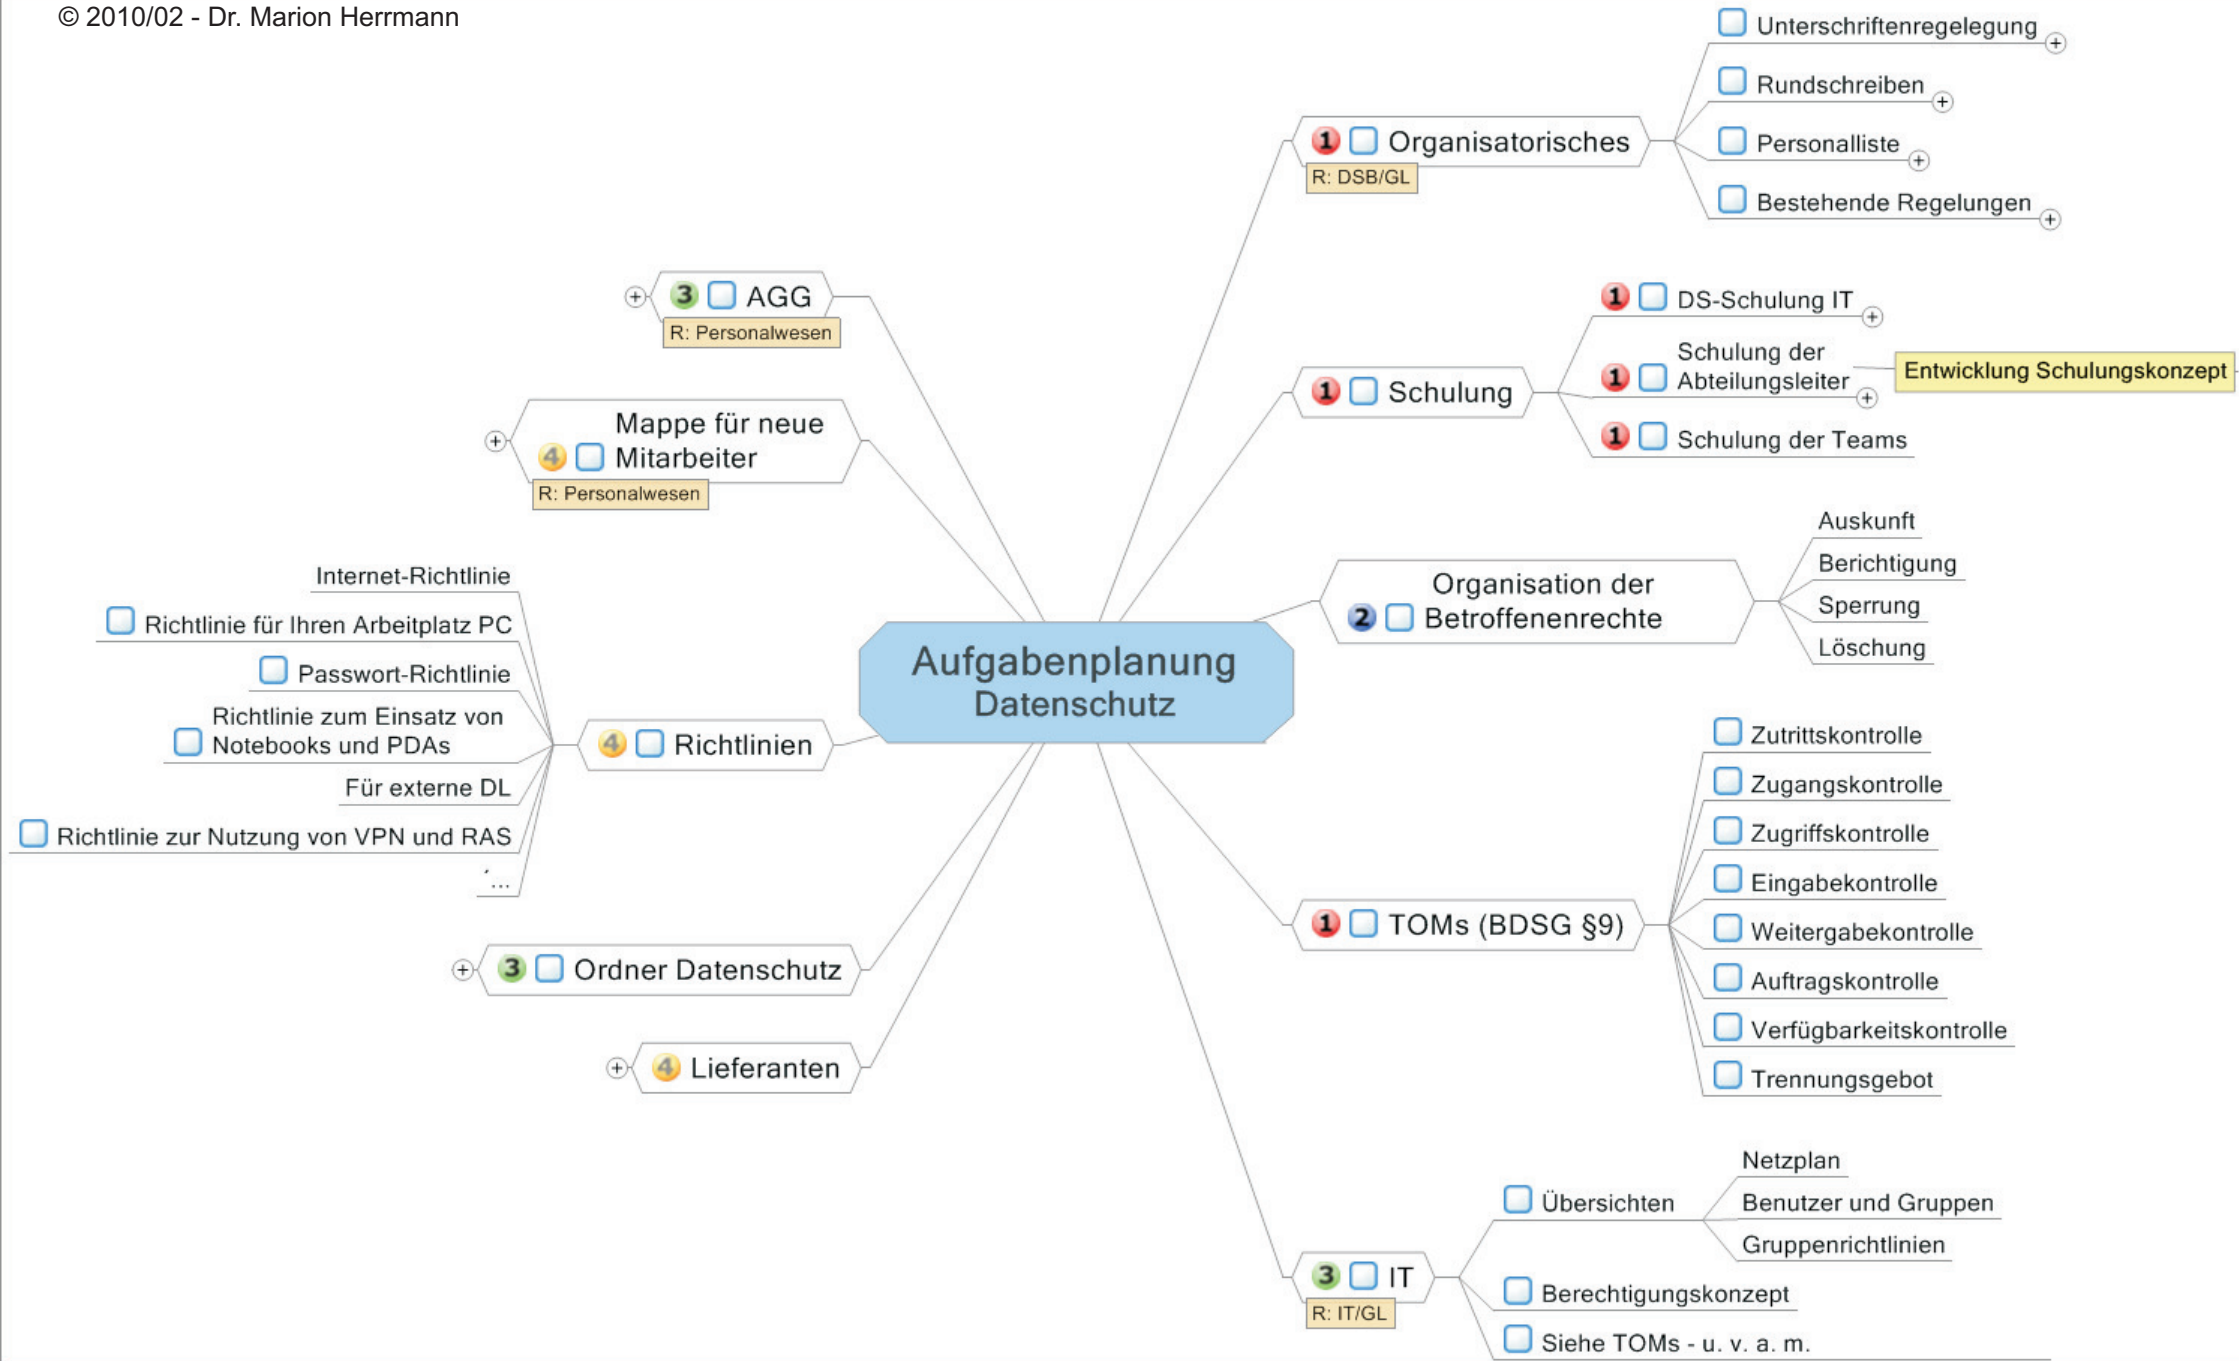 © 2010/02 - Dr. Marion Herrmann
Aufgabenplanung
Datenschutz
1 Organisatorisches
R: DSB/GL
Unterschriftenregelegung
Rundschreiben
Personalliste
Bestehende Regelungen
1 Schulung
1 DS-Schulung IT
Schulung der
1 Abteilungsleiter
Entwicklung Schulungskonzept
1 Schulung der Teams
Organisation der
2 Betroffenenrechte
Auskunft
Berichtigung
Sperrung
Löschung
1 TOMs (BDSG §9)
Zutrittskontrolle
Zugangskontrolle
Zugriffskontrolle
Eingabekontrolle
Weitergabekontrolle
Auftragskontrolle
Verfügbarkeitskontrolle
Trennungsgebot
3 IT
R: IT/GL
Übersichten
Netzplan
Benutzer und Gruppen
Gruppenrichtlinien
Berechtigungskonzept
Siehe TOMs - u. v. a. m.
3 AGG
R: Personalwesen
Mappe für neue
4 Mitarbeiter
R: Personalwesen
4 Richtlinien
Internet-Richtlinie
Richtlinie für Ihren Arbeitplatz PC
Passwort-Richtlinie
Richtlinie zum Einsatz von
Notebooks und PDAs
Für externe DL
Richtlinie zur Nutzung von VPN und RAS
´...
3 Ordner Datenschutz
4 Lieferanten